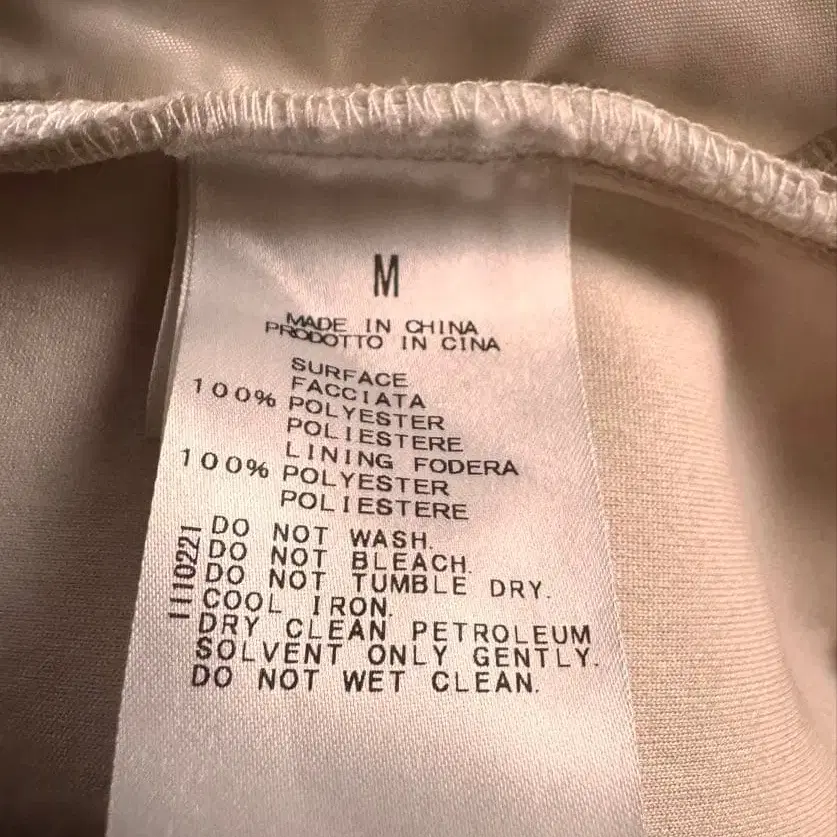 M
MADE IN CHINA
PRODOTTO IN CINA
SURFACE
FACCIATA
100% POLYESTER
POLIESTERE
LINING FODERA
100% POLYESTER
POLIESTERE
DO NOT WASH.
DO NOT BLEACH.
DO NOT TUMBLE DRY.
COOL IRON.
DRY CLEAN PETROLEUM
SOLVENT ONLY GENTLY.
DO NOT WET CLEAN.
1110221